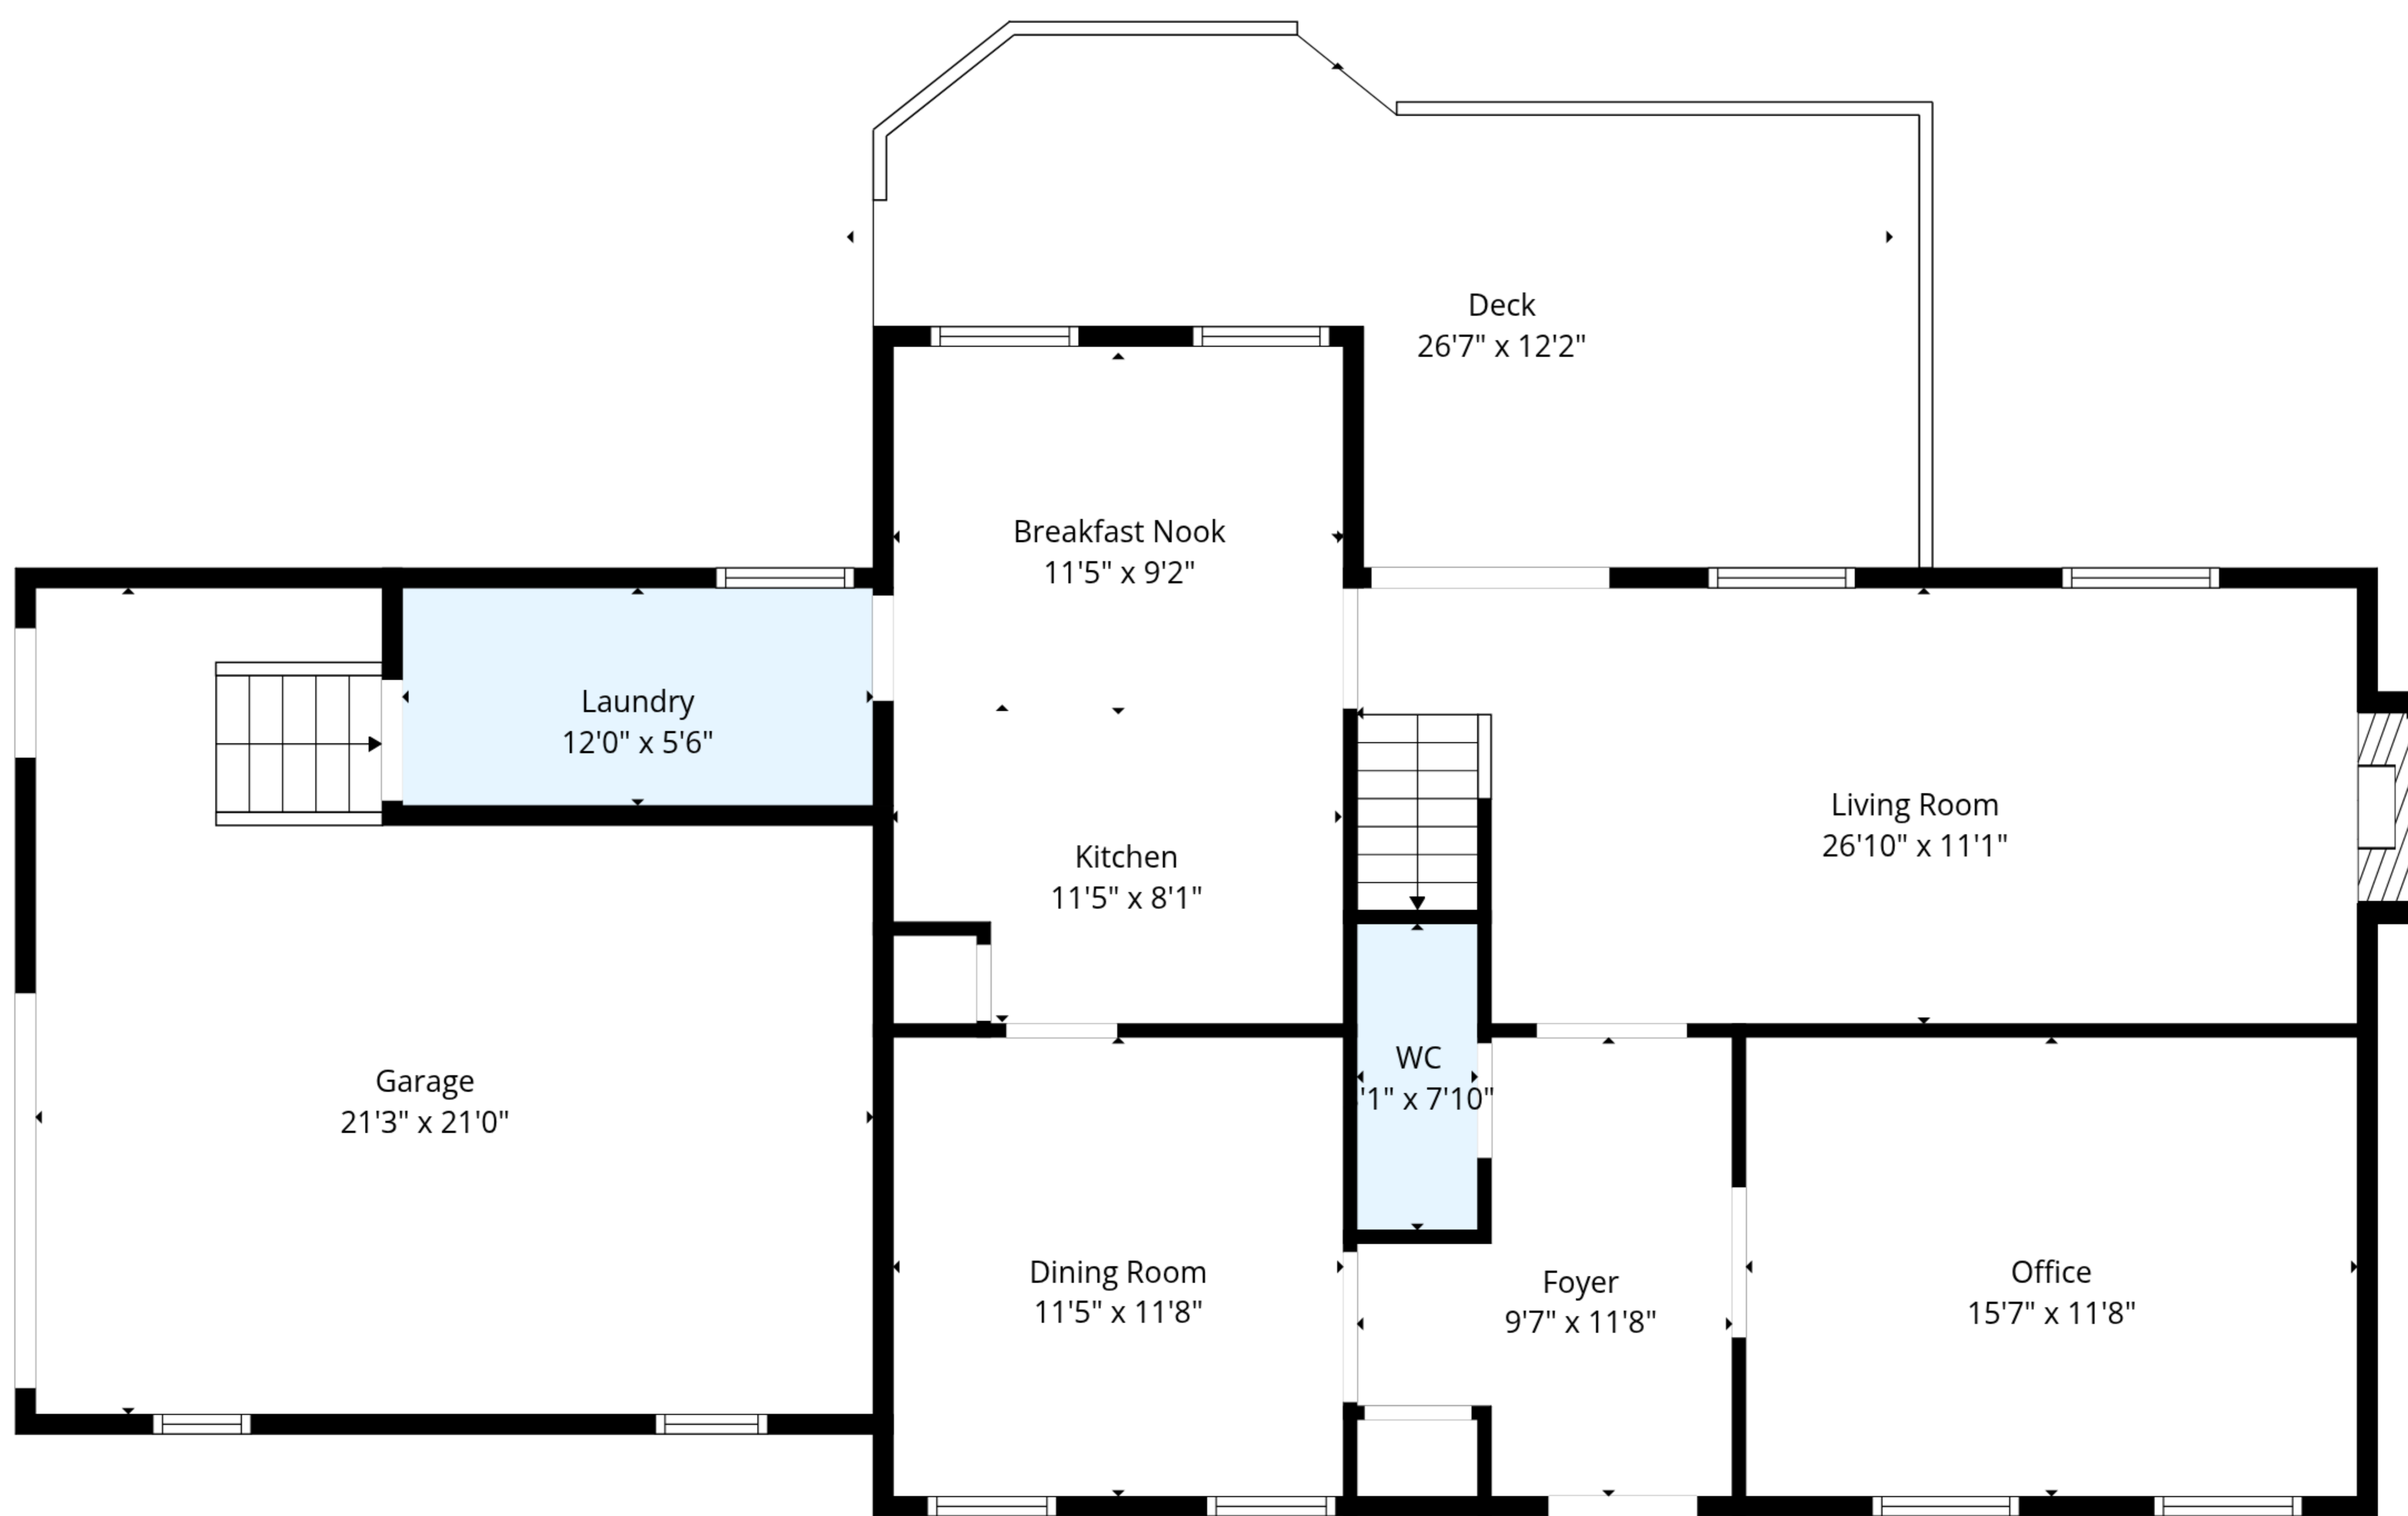 Deck
26'7" x 12'2"
Breakfast Nook
11'5" x 9'2"
Laundry
12'0" x 5'6"
Living Room
26'10" x 11'1"
Kitchen
11'5" x 8'1"
WC
'1" x 7'10"
Garage
21'3" x 21'0"
Dining Room
11'5" x 11'8"
Foyer
9'7" x 11'8"
Office
15'7" x 11'8"